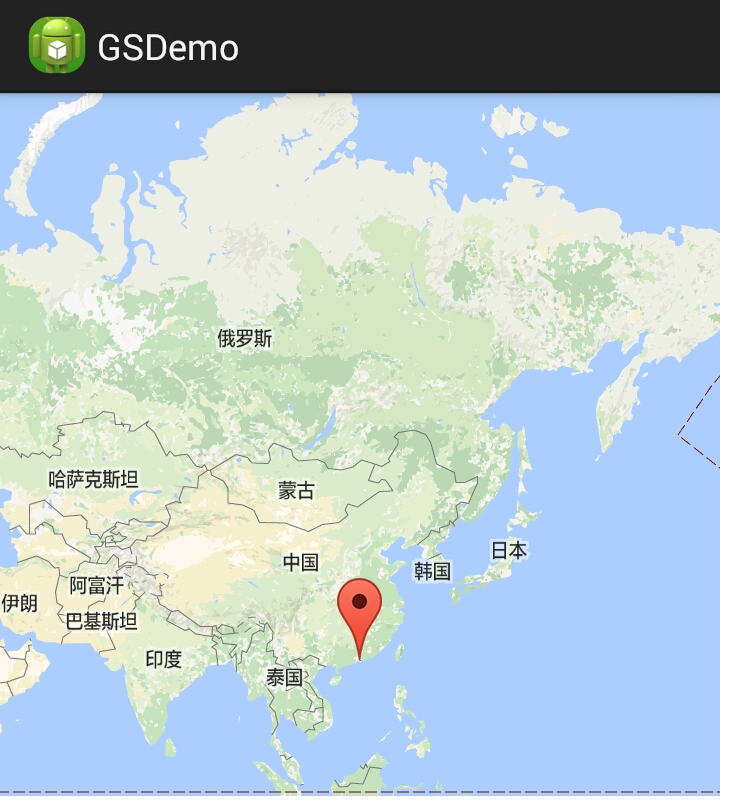 GSDemo
俄罗斯
哈萨克斯坦
蒙古
日本
中国
韩国
阿富汗
伊朗
巴基斯坦
印度
泰国